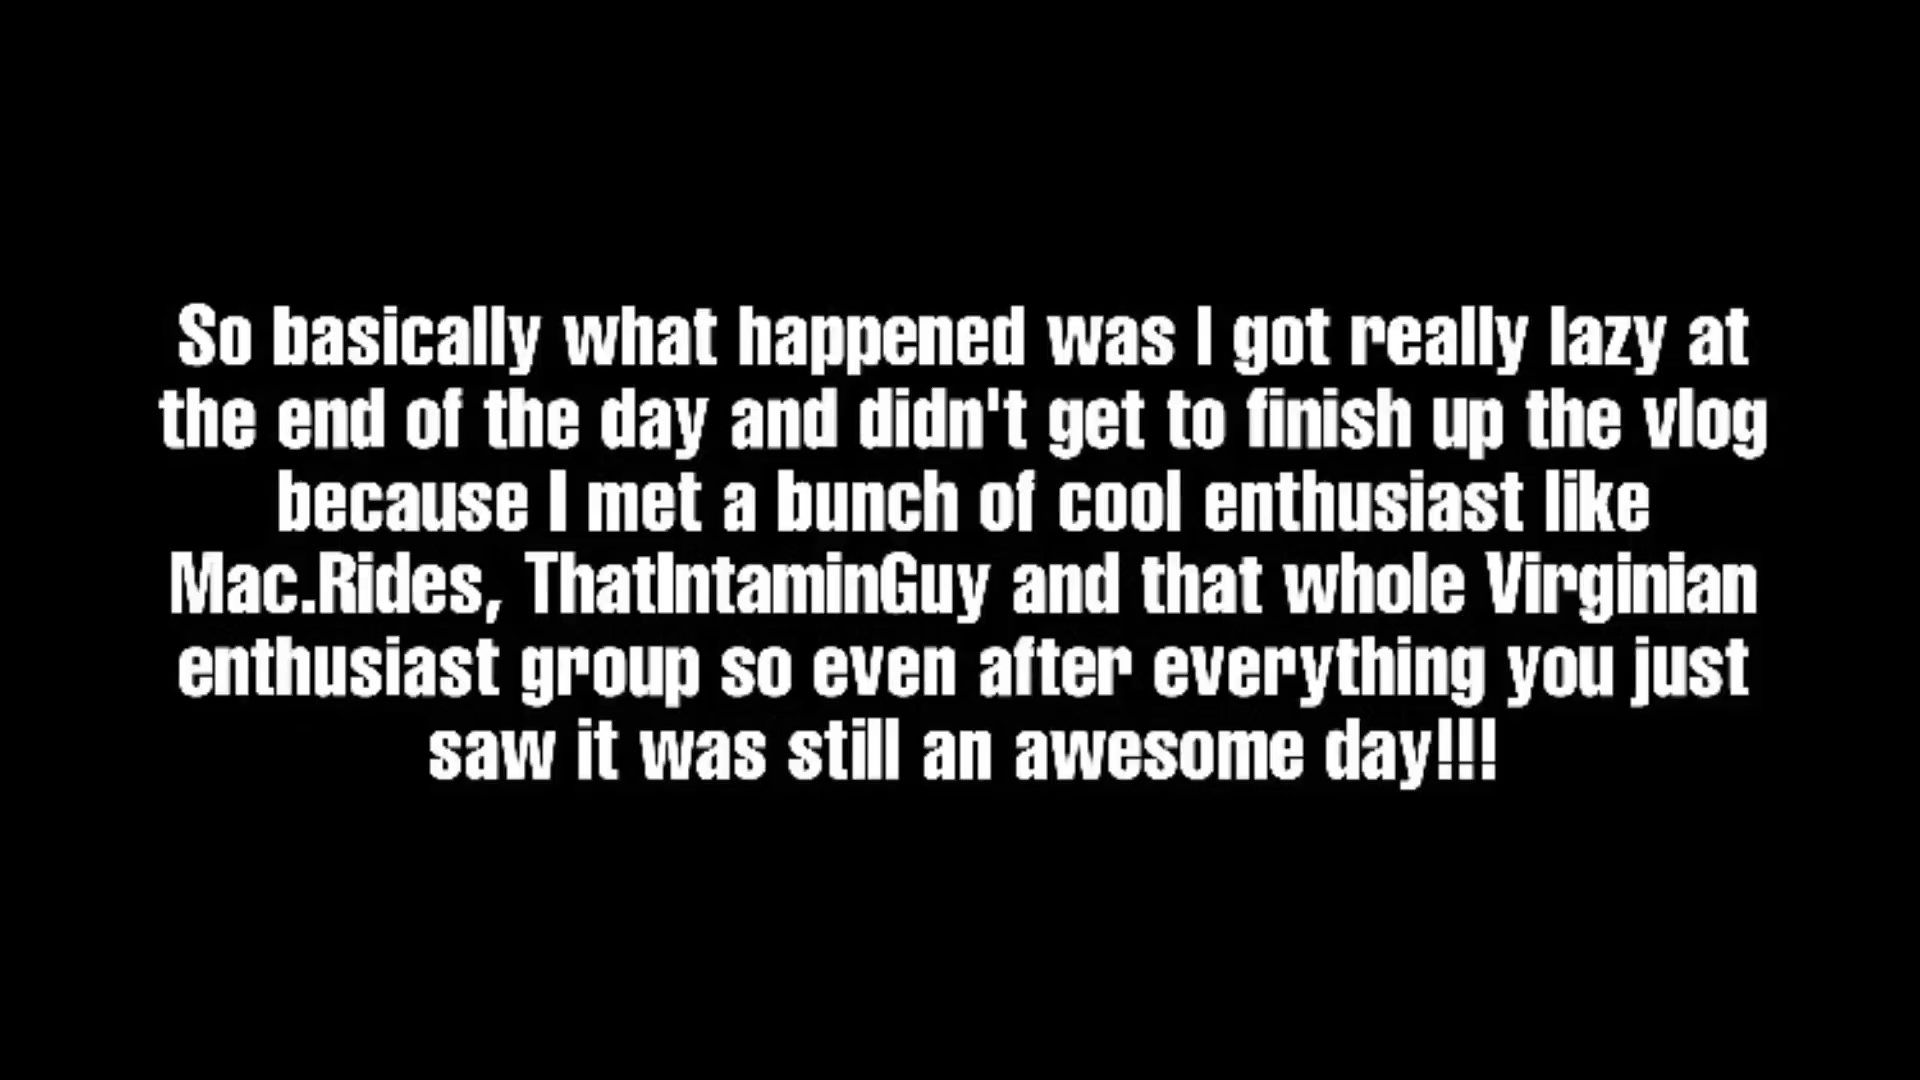 So basically what happened was I got really lazy at
the end of the day and didn't get to finish up the vlog
because I met a bunch of cool enthusiast like
Mac.Rides, ThatIntaminGuy and that whole Virginian
enthusiast group so even after everything you just
saw it was still an awesome day!!!